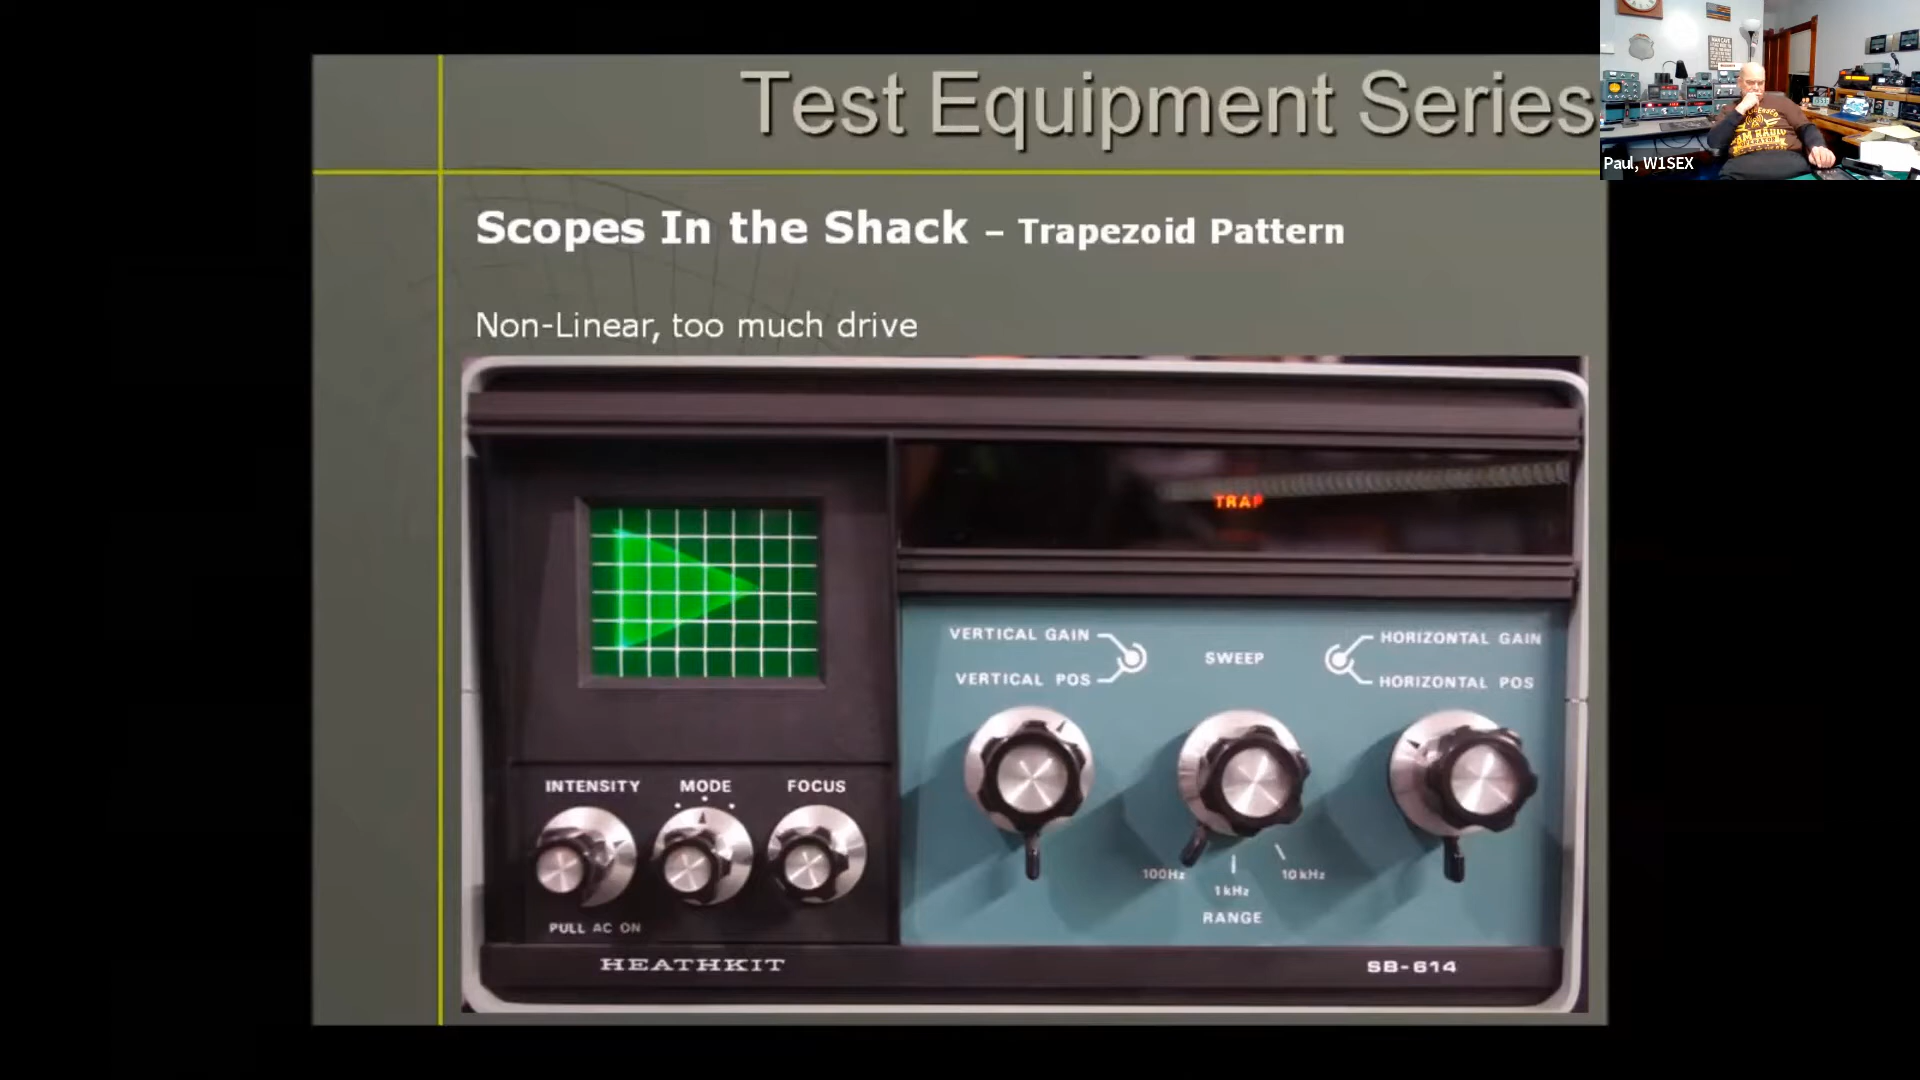 Test Equipment Series
Paul, W1SEX
Scopes In the Shack – Trapezoid Pattern
Non-Linear, too much drive
TRAP
VERTICAL GAIN
VERTICAL POS
SWEEP
HORIZONTAL GAIN
HORIZONTAL POS
INTENSITY
MODE
FOCUS
100Hz
1kHz
10kHz
RANGE
PULL AC ON
HEATHKIT
SB-614